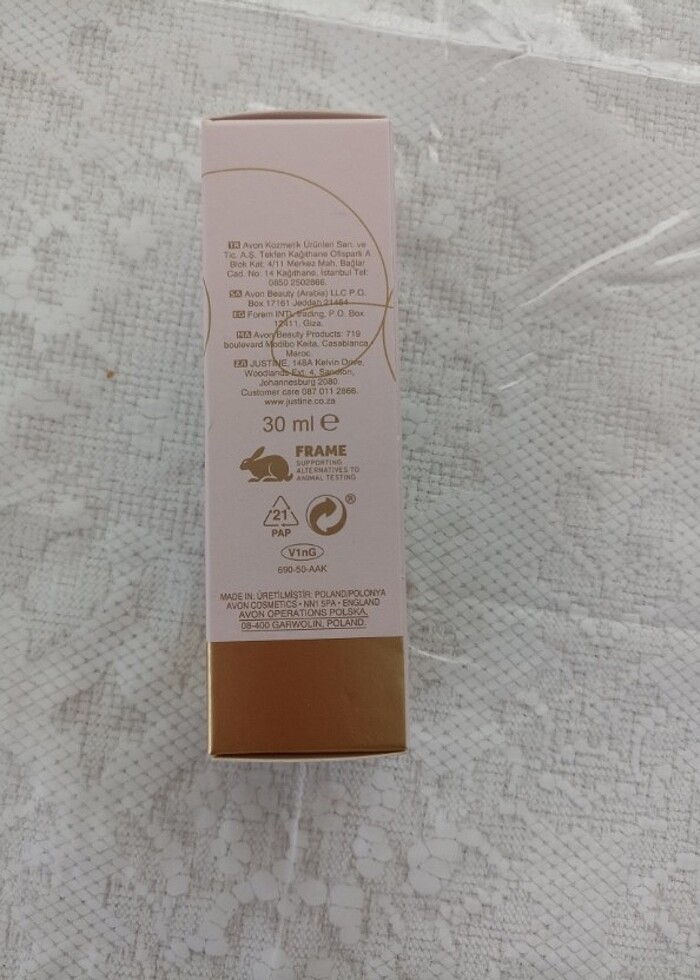 TR Avon Kozmetik Ürünleri San. ve
Tic. A.Ş. Tekfen Kağıthane Ofispark A
Blok Kat: 4/11 Merkez Mah. Bağlar
Cad. No: 14 Kağıthane, İstanbul Tel:
0850 2502866.
SA Avon Beauty (Arabia) LLC P.O.
Box 17161 Jeddah 21484
EG Forem INTL trading, P.O. Box
12411, Giza.
MA Avon Beauty Products: 719
boulevard Modibo Keita, Casablanca
Maroc.
ZA JUSTINE, 148A Kelvin Drive,
Woodlands Ext. 4, Sandton,
Johannesburg 2080.
Customer care 087 011 2866.
www.justine.co.za
30 ml ℮
FRAME
SUPPORTING
ALTERNATIVES TO
ANIMAL TESTING
21
PAP
®
V1nG
690-50-AAK
MADE IN: ÜRETİLMİŞTİR: POLAND/POLONYA
AVON COSMETICS • NN1 5PA • ENGLAND
AVON OPERATIONS POLSKA,
08-400 GARWOLIN, POLAND.